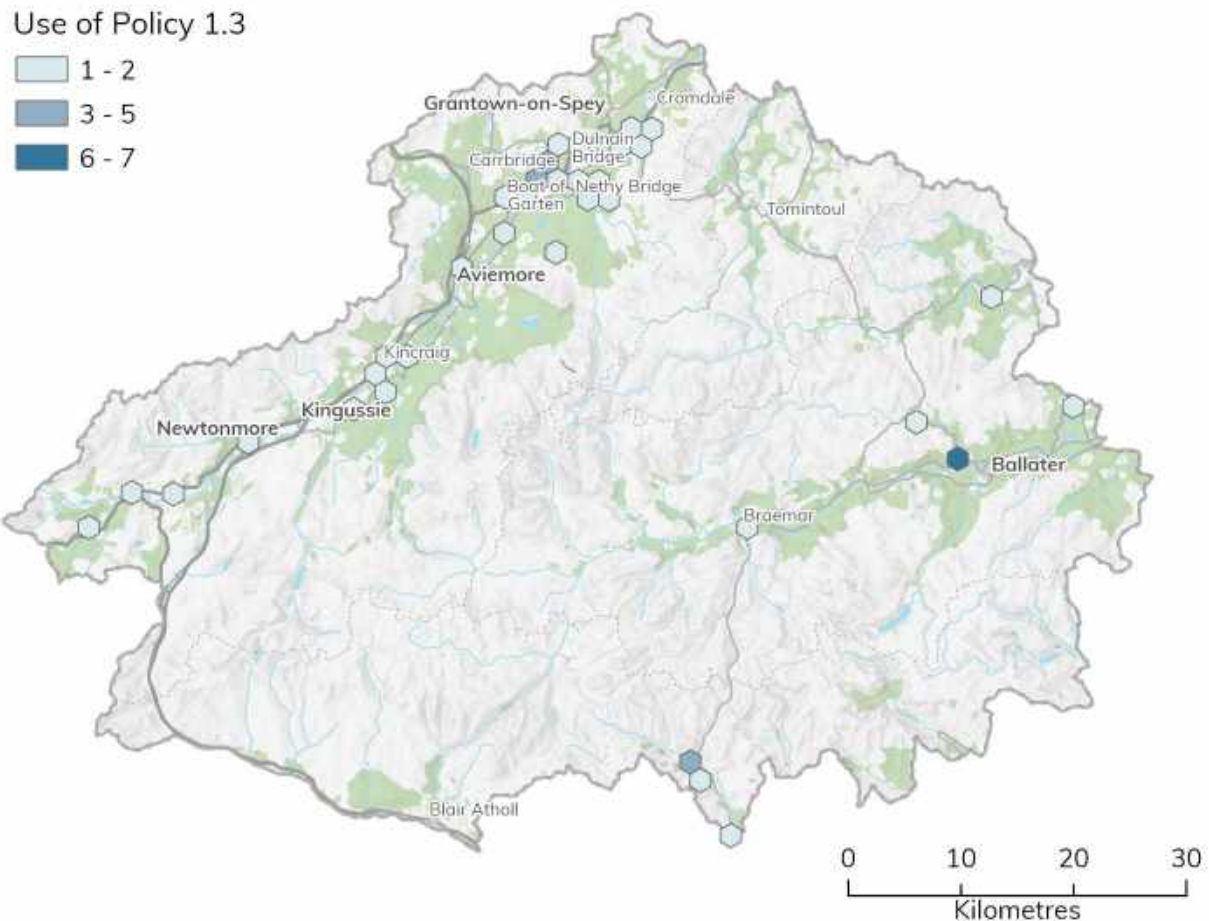 Use of Policy 1.3
1 - 2
3 - 5
6 - 7
Grantown-on-Spey
Cromdale
Dulnain
Bridge
Carrbridge
Boat of
Garten
Nethy Bridge
Tomintoul
Aviemore
Kincraig
Kingussie
Newtonmore
Ballater
Braemar
Blair Atholl
0 10 20 30
Kilometres